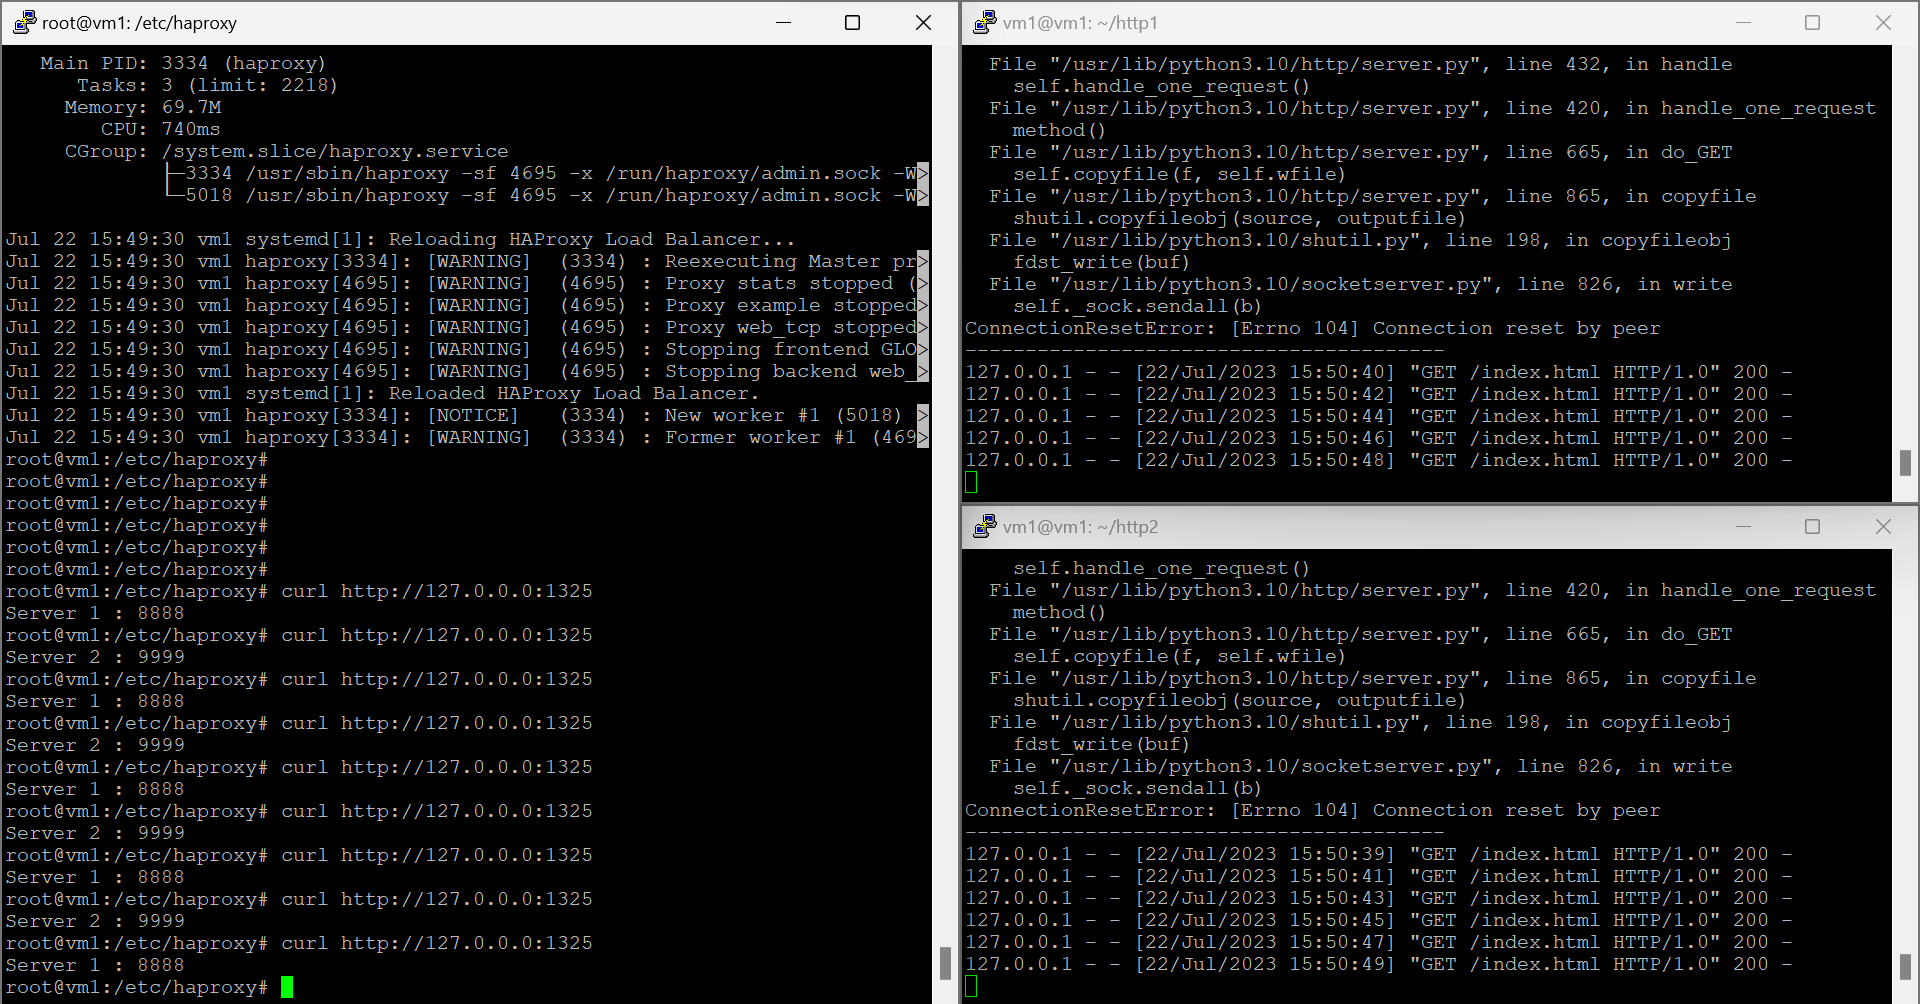 root@vm1: /etc/haproxy
Main PID: 3334 (haproxy)
Tasks: 3 (limit: 2218)
Memory: 69.7M
CPU: 740ms
CGroup: /system.slice/haproxy.service
├─3334 /usr/sbin/haproxy -sf 4695 -x /run/haproxy/admin.sock -W>
└─5018 /usr/sbin/haproxy -sf 4695 -x /run/haproxy/admin.sock -W>
Jul 22 15:49:30 vm1 systemd[1]: Reloading HAProxy Load Balancer...
Jul 22 15:49:30 vm1 haproxy[3334]: [WARNING]  (3334) : Reexecuting Master pr>
Jul 22 15:49:30 vm1 haproxy[4695]: [WARNING]  (4695) : Proxy stats stopped (>
Jul 22 15:49:30 vm1 haproxy[4695]: [WARNING]  (4695) : Proxy example stopped>
Jul 22 15:49:30 vm1 haproxy[4695]: [WARNING]  (4695) : Proxy web_tcp stopped>
Jul 22 15:49:30 vm1 haproxy[4695]: [WARNING]  (4695) : Stopping frontend GLO>
Jul 22 15:49:30 vm1 haproxy[4695]: [WARNING]  (4695) : Stopping backend web_>
Jul 22 15:49:30 vm1 systemd[1]: Reloaded HAProxy Load Balancer.
Jul 22 15:49:30 vm1 haproxy[3334]: [NOTICE]   (3334) : New worker #1 (5018) >
Jul 22 15:49:30 vm1 haproxy[3334]: [WARNING]  (3334) : Former worker #1 (469>
root@vm1:/etc/haproxy#
root@vm1:/etc/haproxy#
root@vm1:/etc/haproxy#
root@vm1:/etc/haproxy#
root@vm1:/etc/haproxy#
root@vm1:/etc/haproxy#
root@vm1:/etc/haproxy# curl http://127.0.0.0:1325
Server 1 : 8888
root@vm1:/etc/haproxy# curl http://127.0.0.0:1325
Server 2 : 9999
root@vm1:/etc/haproxy# curl http://127.0.0.0:1325
Server 1 : 8888
root@vm1:/etc/haproxy# curl http://127.0.0.0:1325
Server 2 : 9999
root@vm1:/etc/haproxy# curl http://127.0.0.0:1325
Server 1 : 8888
root@vm1:/etc/haproxy# curl http://127.0.0.0:1325
Server 2 : 9999
root@vm1:/etc/haproxy# curl http://127.0.0.0:1325
Server 1 : 8888
root@vm1:/etc/haproxy# curl http://127.0.0.0:1325
Server 2 : 9999
root@vm1:/etc/haproxy# curl http://127.0.0.0:1325
Server 1 : 8888
root@vm1:/etc/haproxy#
vm1@vm1: ~/http1
File "/usr/lib/python3.10/http/server.py", line 432, in handle
self.handle_one_request()
File "/usr/lib/python3.10/http/server.py", line 420, in handle_one_request
method()
File "/usr/lib/python3.10/http/server.py", line 665, in do_GET
self.copyfile(f, self.wfile)
File "/usr/lib/python3.10/http/server.py", line 865, in copyfile
shutil.copyfileobj(source, outputfile)
File "/usr/lib/python3.10/shutil.py", line 198, in copyfileobj
fdst_write(buf)
File "/usr/lib/python3.10/socketserver.py", line 826, in write
self._sock.sendall(b)
ConnectionResetError: [Errno 104] Connection reset by peer
----------------------------------------
127.0.0.1 - - [22/Jul/2023 15:50:40] "GET /index.html HTTP/1.0" 200 -
127.0.0.1 - - [22/Jul/2023 15:50:42] "GET /index.html HTTP/1.0" 200 -
127.0.0.1 - - [22/Jul/2023 15:50:44] "GET /index.html HTTP/1.0" 200 -
127.0.0.1 - - [22/Jul/2023 15:50:46] "GET /index.html HTTP/1.0" 200 -
127.0.0.1 - - [22/Jul/2023 15:50:48] "GET /index.html HTTP/1.0" 200 -
vm1@vm1: ~/http2
self.handle_one_request()
File "/usr/lib/python3.10/http/server.py", line 420, in handle_one_request
method()
File "/usr/lib/python3.10/http/server.py", line 665, in do_GET
self.copyfile(f, self.wfile)
File "/usr/lib/python3.10/http/server.py", line 865, in copyfile
shutil.copyfileobj(source, outputfile)
File "/usr/lib/python3.10/shutil.py", line 198, in copyfileobj
fdst_write(buf)
File "/usr/lib/python3.10/socketserver.py", line 826, in write
self._sock.sendall(b)
ConnectionResetError: [Errno 104] Connection reset by peer
----------------------------------------
127.0.0.1 - - [22/Jul/2023 15:50:39] "GET /index.html HTTP/1.0" 200 -
127.0.0.1 - - [22/Jul/2023 15:50:41] "GET /index.html HTTP/1.0" 200 -
127.0.0.1 - - [22/Jul/2023 15:50:43] "GET /index.html HTTP/1.0" 200 -
127.0.0.1 - - [22/Jul/2023 15:50:45] "GET /index.html HTTP/1.0" 200 -
127.0.0.1 - - [22/Jul/2023 15:50:47] "GET /index.html HTTP/1.0" 200 -
127.0.0.1 - - [22/Jul/2023 15:50:49] "GET /index.html HTTP/1.0" 200 -